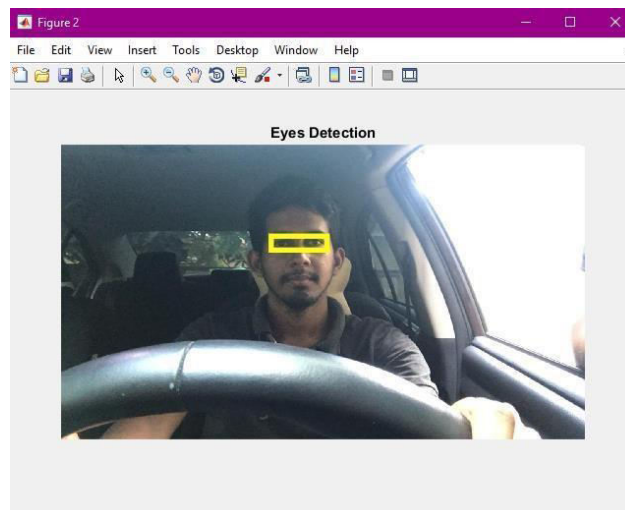 Figure 2
File Edit View Insert Tools Desktop Window Help
Eyes Detection